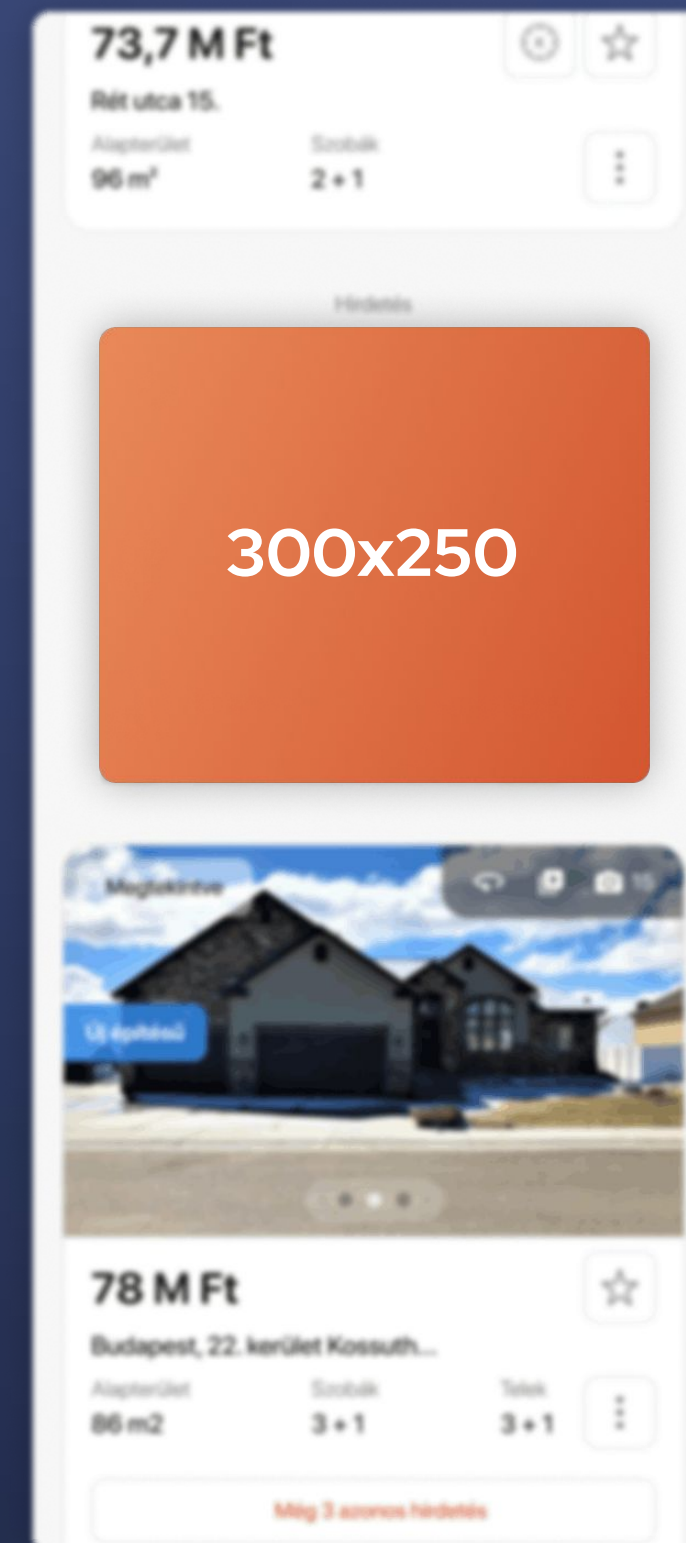 73,7 M Ft
Rét utca 15.
Alapterület Szobák
96 m² 2 + 1
Hirdetés
300x250
Megtekintve
15
Új építésű
78 M Ft
Budapest, 22. kerület Kossuth...
Alapterület Szobák Telek
86 m2 3 + 1 3 + 1
Még 3 azonos hirdetés